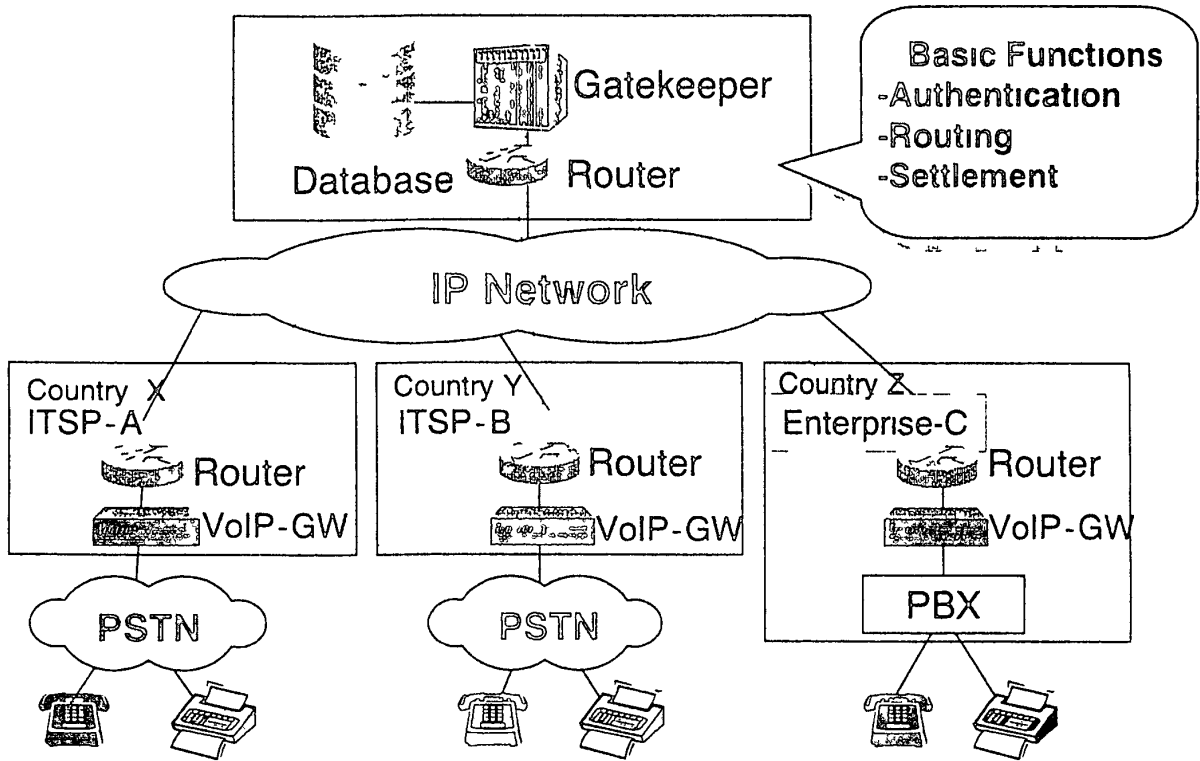 Gatekeeper
Database
Router
Basic Functions
-Authentication
-Routing
-Settlement
IP Network
Country X
ITSP-A
Router
VoIP-GW
PSTN
Country Y
ITSP-B
Router
VoIP-GW
PSTN
Country Z
Enterprise-C
Router
VoIP-GW
PBX